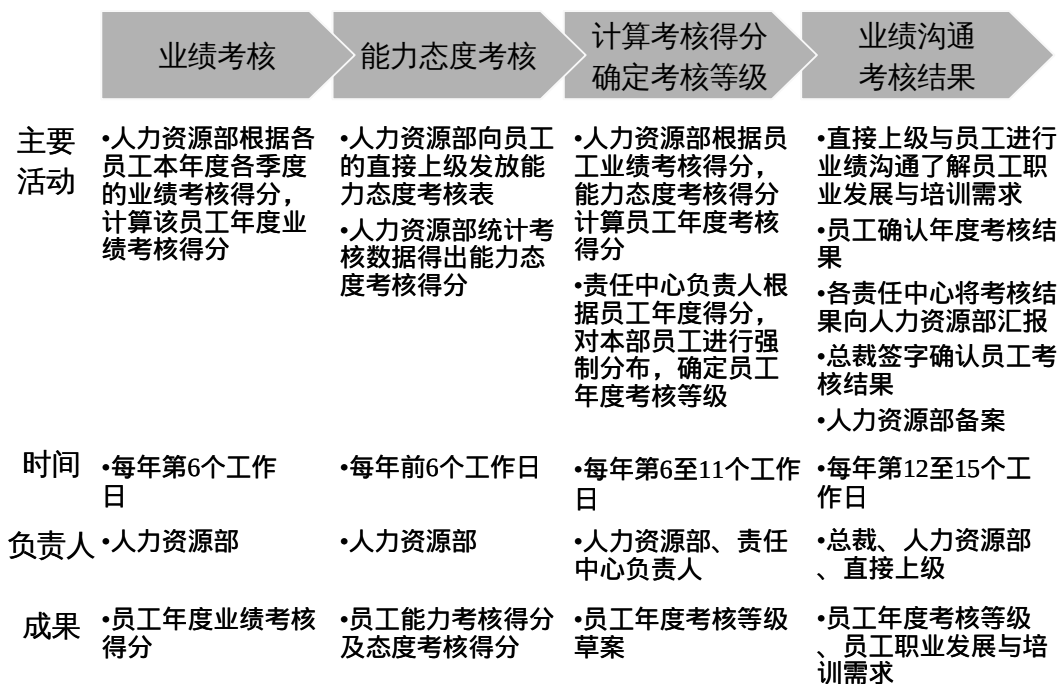 业绩考核
能力态度考核
计算考核得分
确定考核等级
业绩沟通
考核结果
主要
活动
•人力资源部根据各
员工本年度各季度
的业绩考核得分，
计算该员工年度业
绩考核得分
•人力资源部向员工
的直接上级发放能
力态度考核表
•人力资源部统计考
核数据得出能力态
度考核得分
•人力资源部根据员
工业绩考核得分，
能力态度考核得分
计算员工年度考核
得分
•责任中心负责人根
据员工年度得分，
对本部员工进行强
制分布，确定员工
年度考核等级
•直接上级与员工进行
业绩沟通了解员工职
业发展与培训需求
•员工确认年度考核结
果
•各责任中心将考核结
果向人力资源部汇报
•总裁签字确认员工考
核结果
•人力资源部备案
时间
•每年第6个工作
日
•每年前6个工作日
•每年第6至11个工作
日
•每年第12至15个工
作日
负责人
•人力资源部
•人力资源部
•人力资源部、责任
中心负责人
•总裁、人力资源部
、直接上级
成果
•员工年度业绩考核
得分
•员工能力考核得分
及态度考核得分
•员工年度考核等级
草案
•员工年度考核等级
、员工职业发展与培
训需求